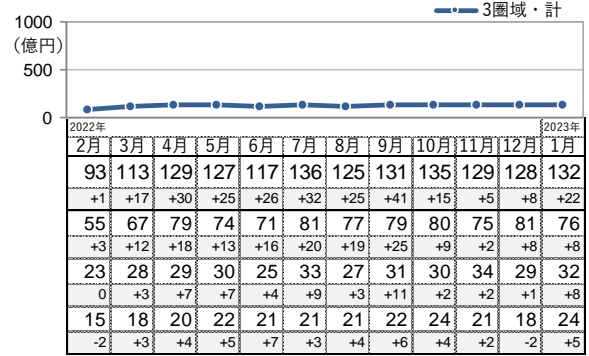 3圏域・計
1000
（億円）
500
0
2022年 2023年
2月 3月 4月 5月 6月 7月 8月 9月 10月 11月 12月 1月
93 113 129 127 117 136 125 131 135 129 128 132
+1 +17 +30 +25 +26 +32 +25 +41 +15 +5 +8 +22
55 67 79 74 71 81 77 79 80 75 81 76
+3 +12 +18 +13 +16 +20 +19 +25 +9 +2 +8 +8
23 28 29 30 25 33 27 31 30 34 29 32
0 +3 +7 +7 +4 +9 +3 +11 +2 +2 +1 +8
15 18 20 22 21 21 21 22 24 21 18 24
-2 +3 +4 +5 +7 +3 +4 +6 +4 +2 -2 +5